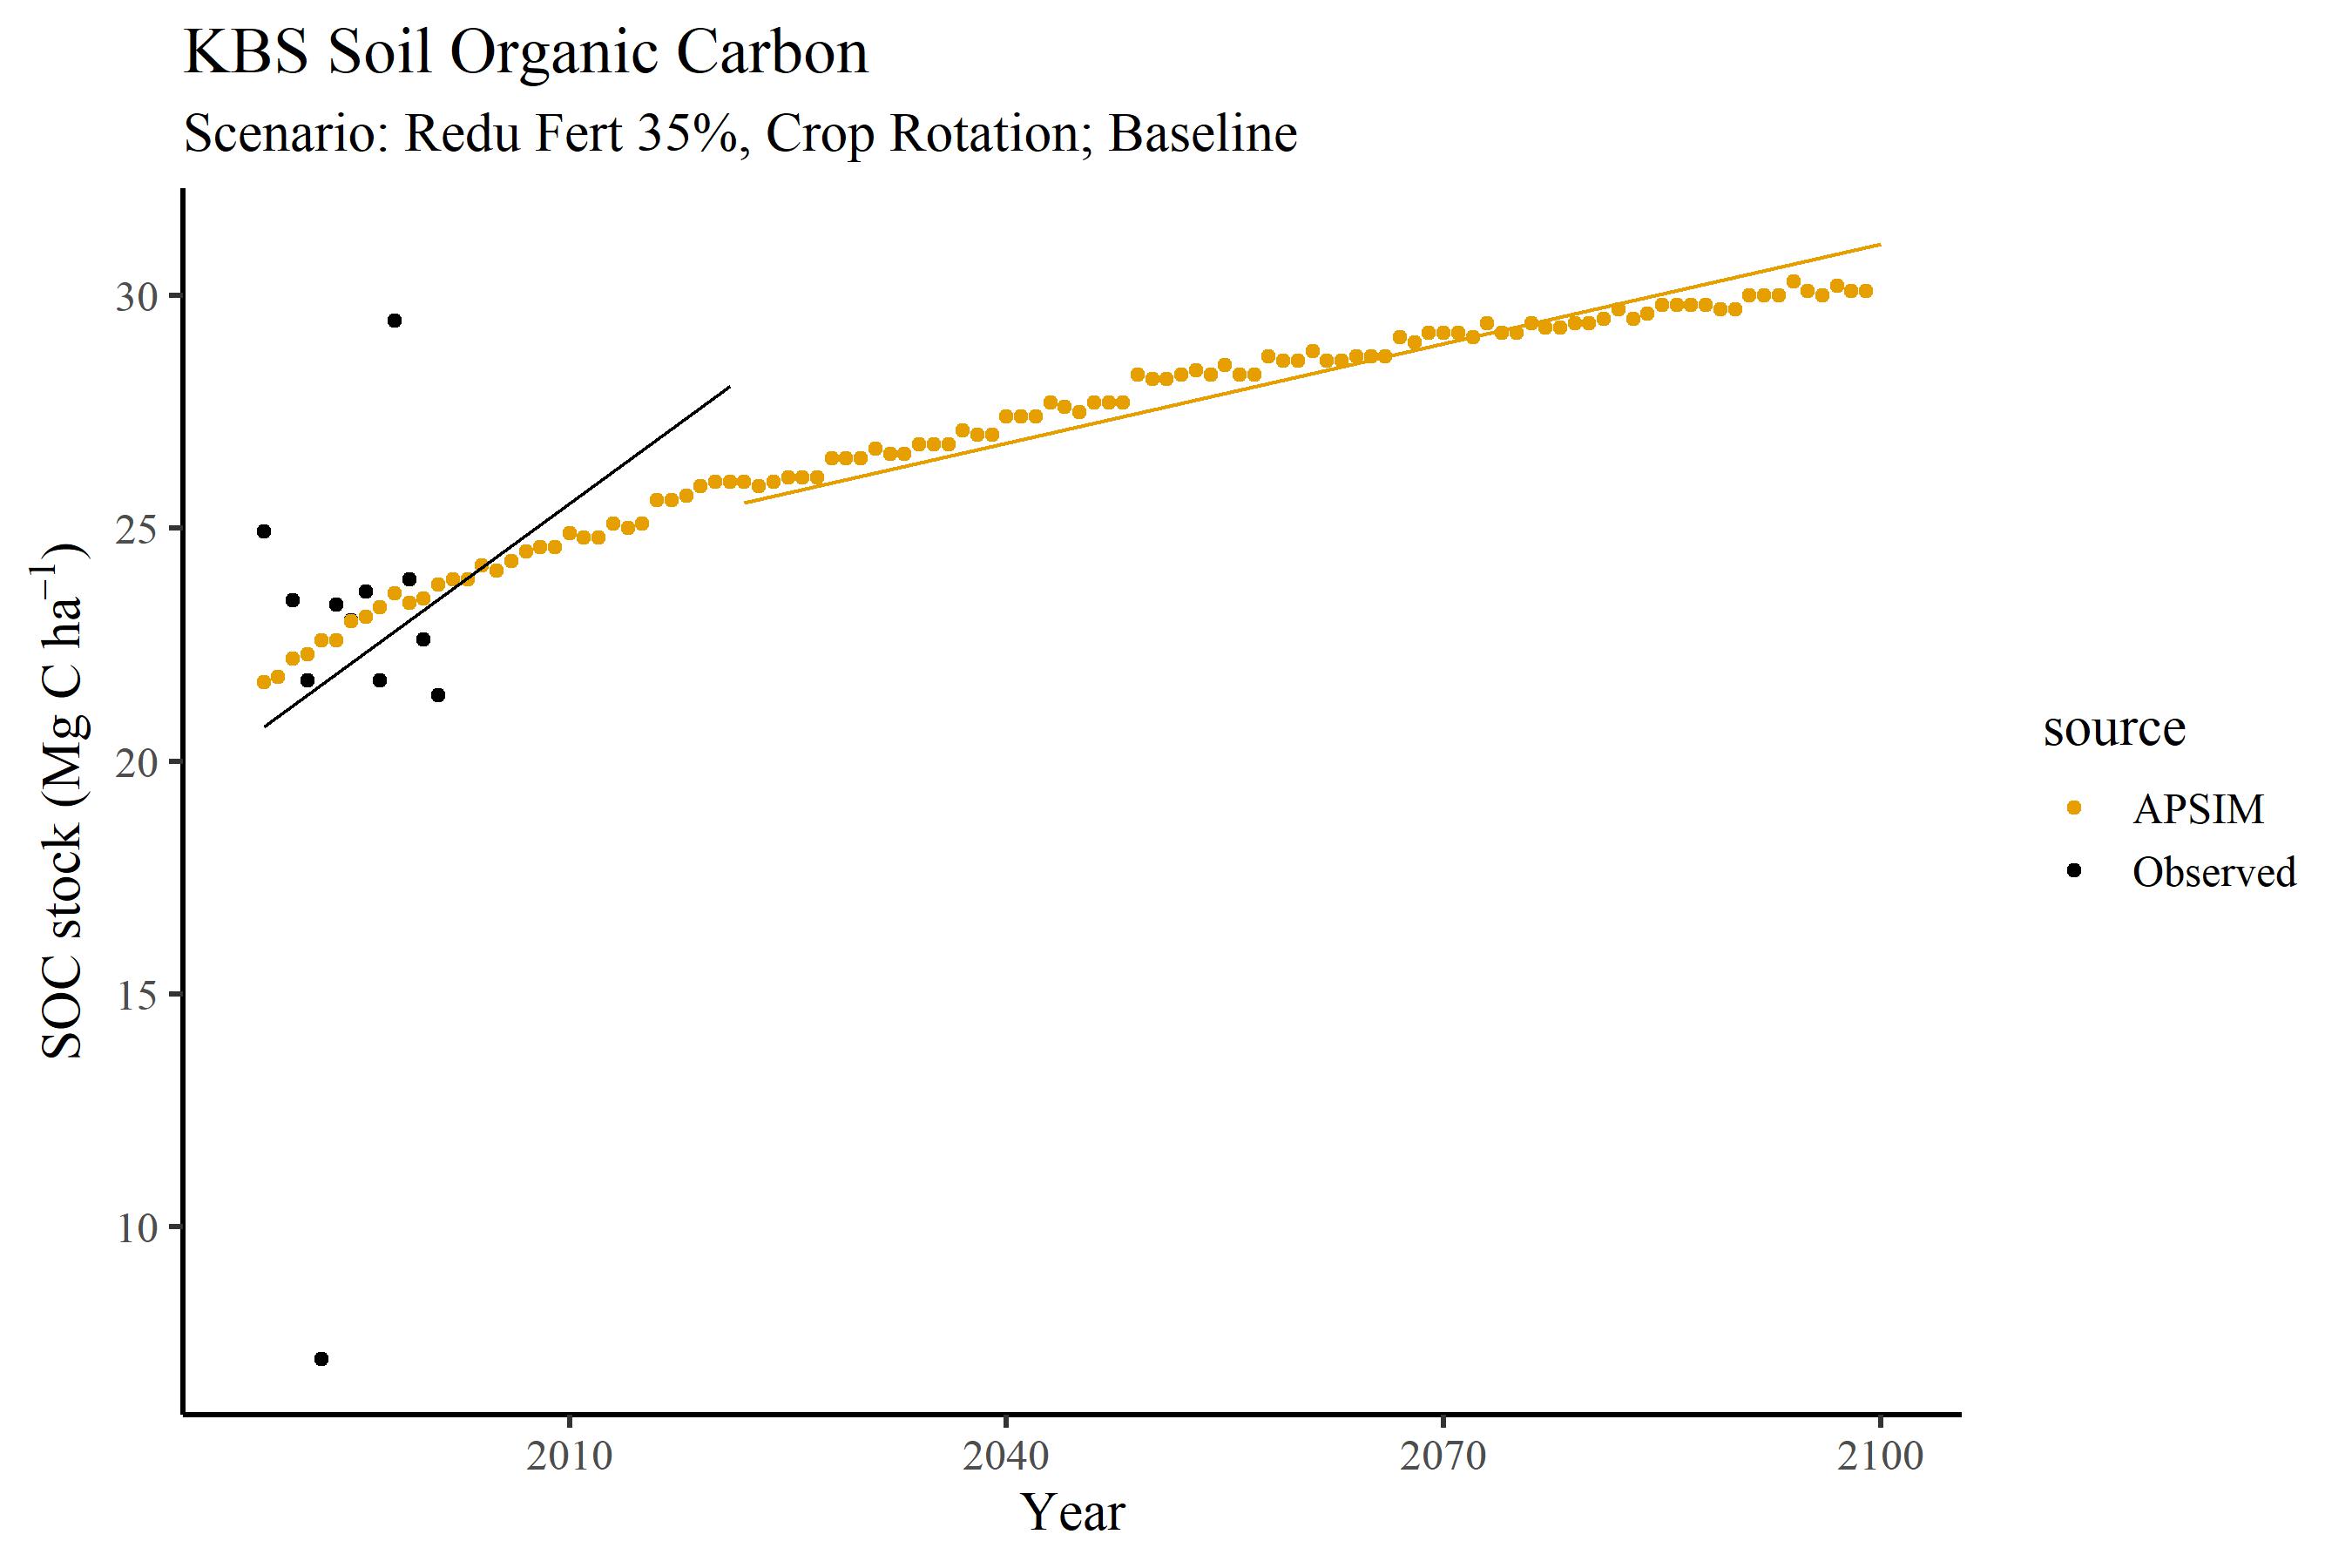 KBS Soil Organic Carbon
Scenario: Redu Fert 35%, Crop Rotation; Baseline
SOC stock (Mg C ha⁻¹)
30
25
20
15
10
2010
2040
2070
2100
Year
source
APSIM
Observed